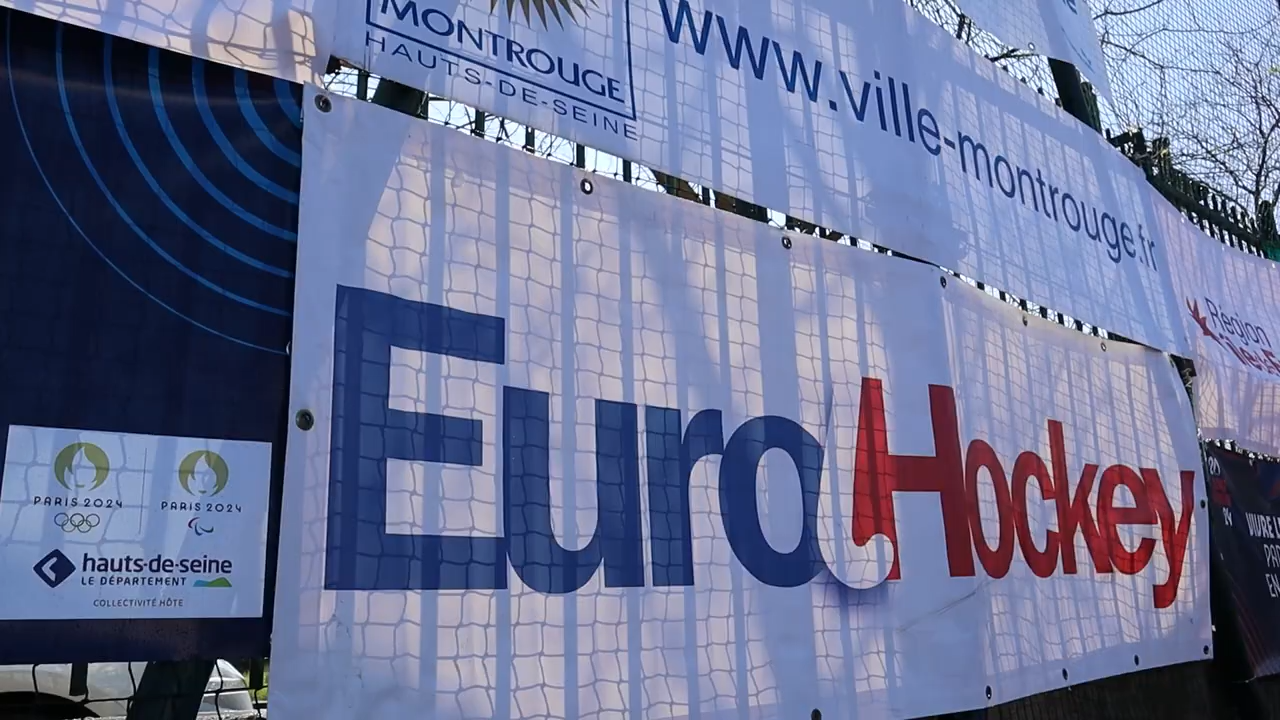 MONTROUGE
HAUTS-DE-SEINE
www.ville-montrouge.fr
EuroHockey
PARIS 2024
PARIS 2024
hauts-de-seine
LE DÉPARTEMENT
COLLECTIVITÉ HÔTE
Région